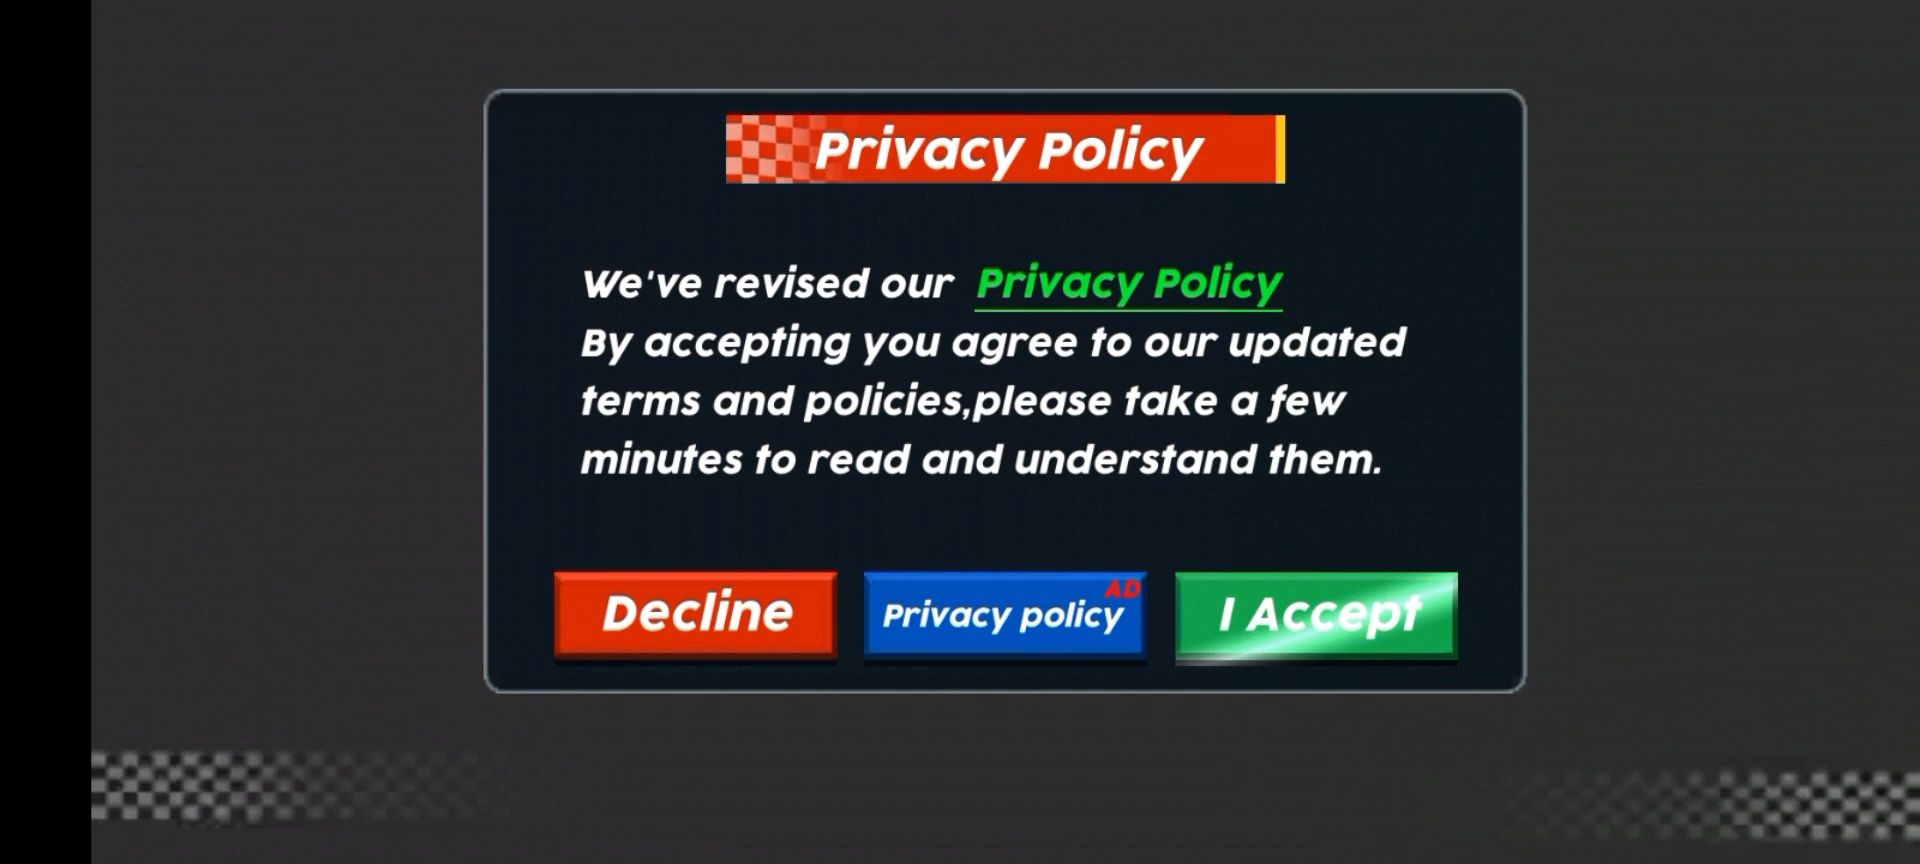 Privacy Policy
We've revised our Privacy Policy
By accepting you agree to our updated
terms and policies,please take a few
minutes to read and understand them.
Decline
Privacy policy AD
I Accept